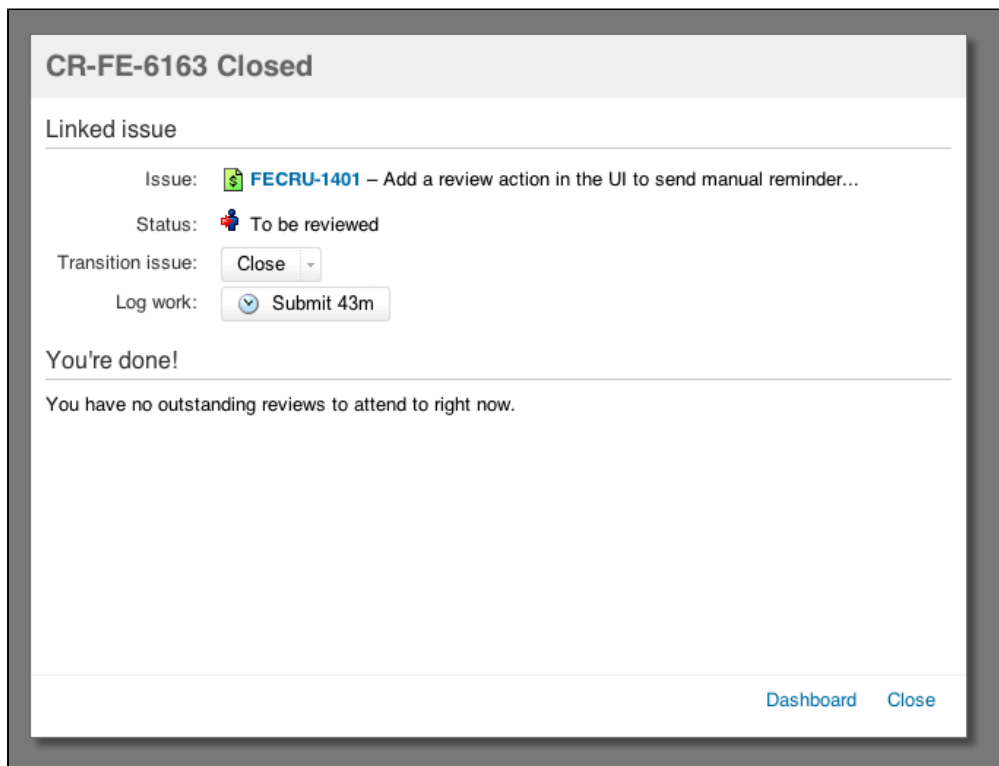 CR-FE-6163 Closed
Linked issue
Issue: FECRU-1401 – Add a review action in the UI to send manual reminder...
Status: To be reviewed
Transition issue: Close
Log work: Submit 43m
You're done!
You have no outstanding reviews to attend to right now.
Dashboard Close